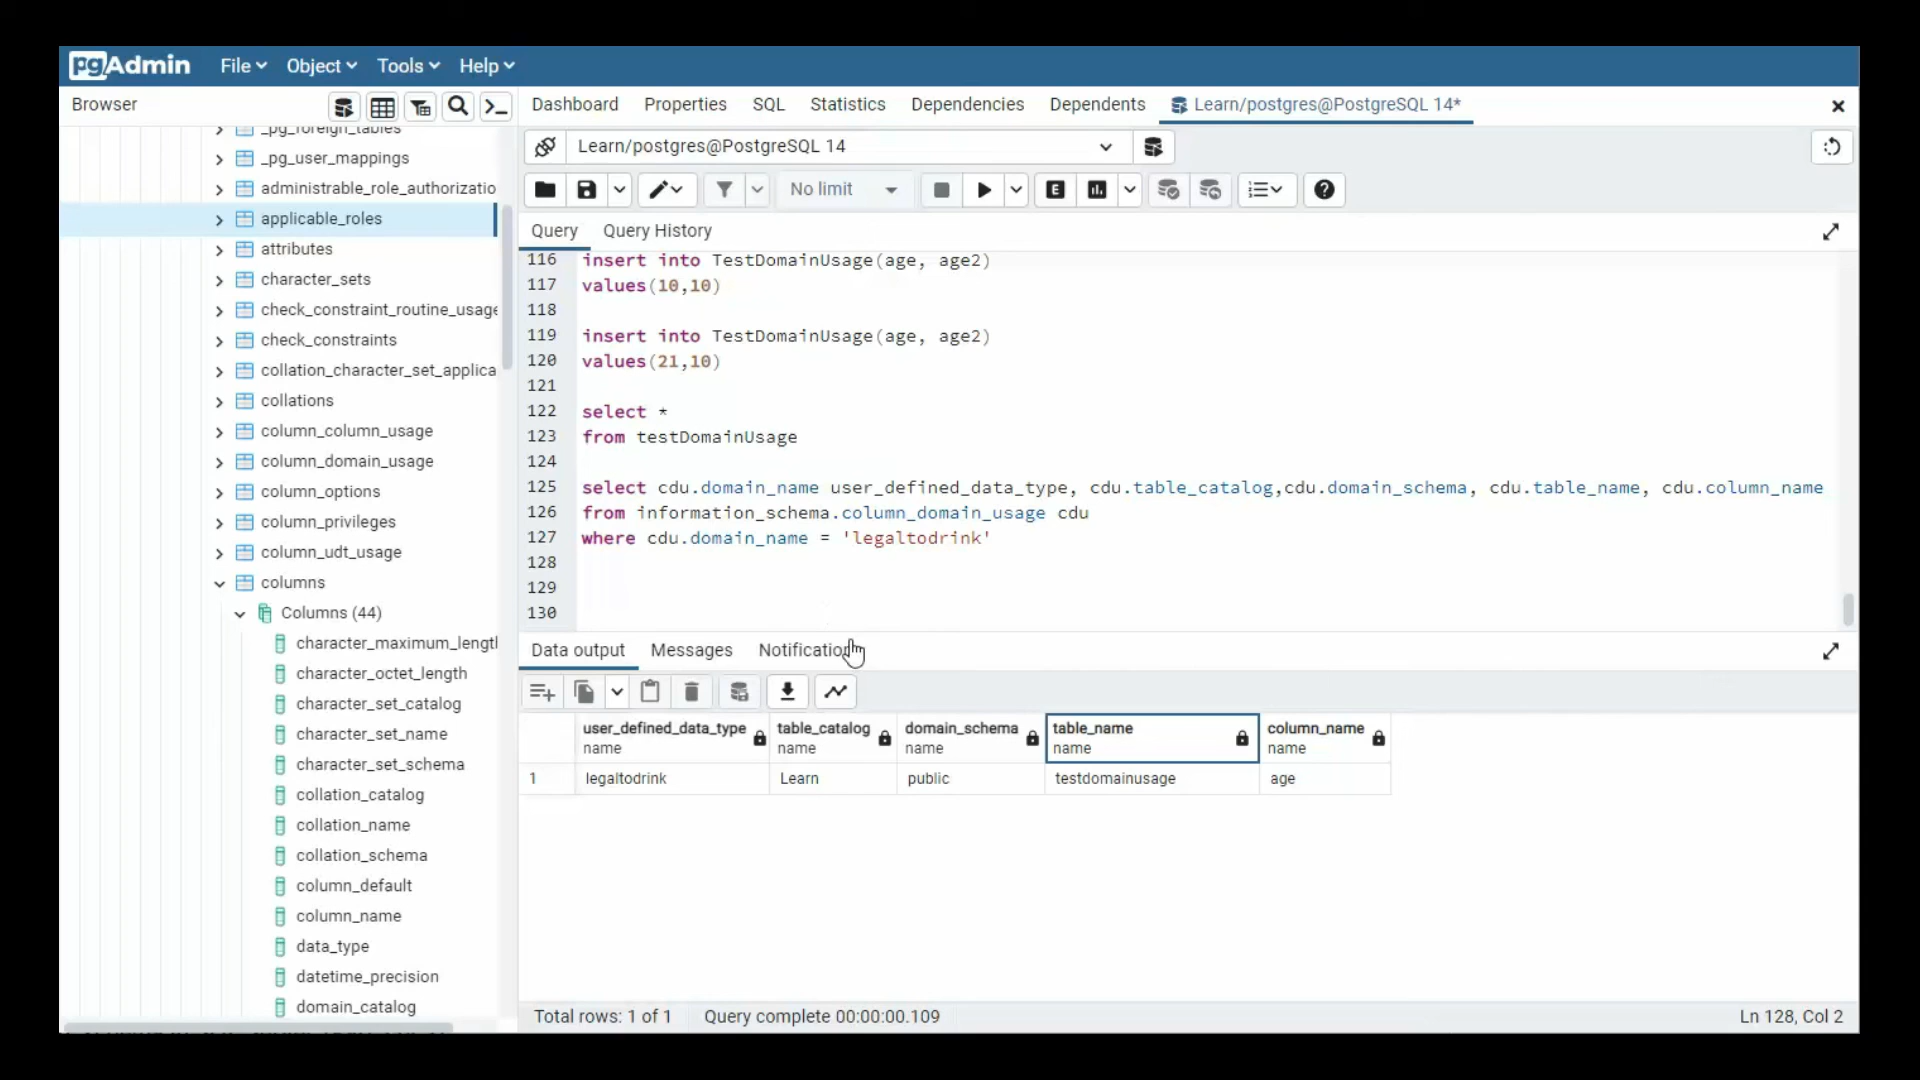 pgAdmin File Object Tools Help
Browser
Dashboard Properties SQL Statistics Dependencies Dependents Learn/postgres@PostgreSQL 14*
_pg_foreign_tables
_pg_user_mappings
administrable_role_authorizatio
applicable_roles
attributes
character_sets
check_constraint_routine_usage
check_constraints
collation_character_set_applica
collations
column_column_usage
column_domain_usage
column_options
column_privileges
column_udt_usage
columns
Columns (44)
character_maximum_lengtl
character_octet_length
character_set_catalog
character_set_name
character_set_schema
collation_catalog
collation_name
collation_schema
column_default
column_name
data_type
datetime_precision
domain_catalog
Learn/postgres@PostgreSQL 14
No limit E
Query Query History
116 insert into TestDomainUsage(age, age2)
117 values(10,10)
118
119 insert into TestDomainUsage(age, age2)
120 values(21,10)
121
122 select *
123 from testDomainUsage
124
125 select cdu.domain_name user_defined_data_type, cdu.table_catalog,cdu.domain_schema, cdu.table_name, cdu.column_name
126 from information_schema.column_domain_usage cdu
127 where cdu.domain_name = 'legaltodrink'
128
129
130
Data output Messages Notification
user_defined_data_type table_catalog domain_schema table_name column_name
name name name name name
1 legaltodrink Learn public testdomainusage age
Total rows: 1 of 1 Query complete 00:00:00.109 Ln 128, Col 2